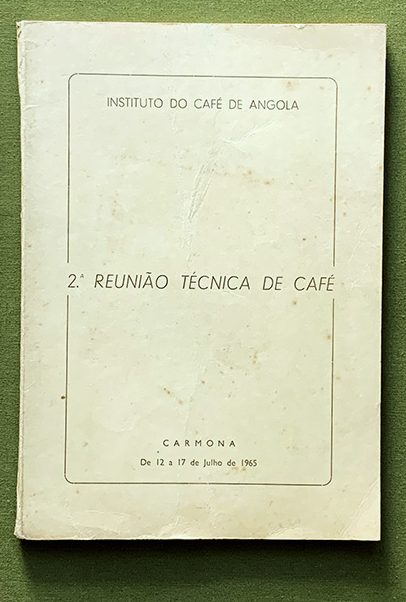 INSTITUTO DO CAFÉ DE ANGOLA
2.ª REUNIÃO TÉCNICA DE CAFÉ
CARMONA
De 12 a 17 de Julho de 1965